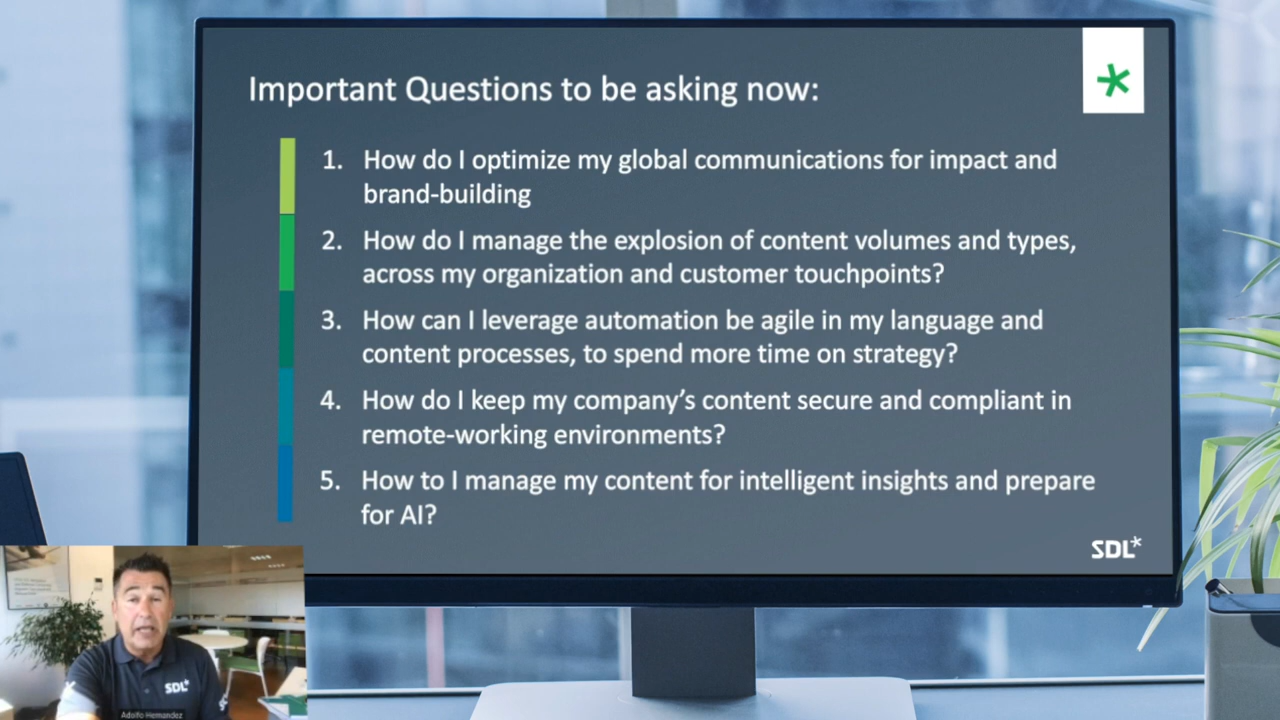 Important Questions to be asking now:
1. How do I optimize my global communications for impact and
brand-building
2. How do I manage the explosion of content volumes and types,
across my organization and customer touchpoints?
3. How can I leverage automation be agile in my language and
content processes, to spend more time on strategy?
4. How do I keep my company's content secure and compliant in
remote-working environments?
5. How to I manage my content for intelligent insights and prepare
for AI?
SDL*
SDL*
Adolfo Hernandez